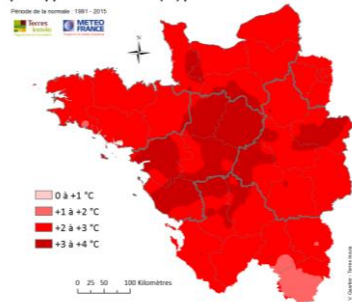 Période de la normale : 1981 - 2015
Terres Inovia
METEO FRANCE
N
0 à +1 °C
+1 à +2 °C
+2 à +3 °C
+3 à +4 °C
0 50 100 Kilomètres